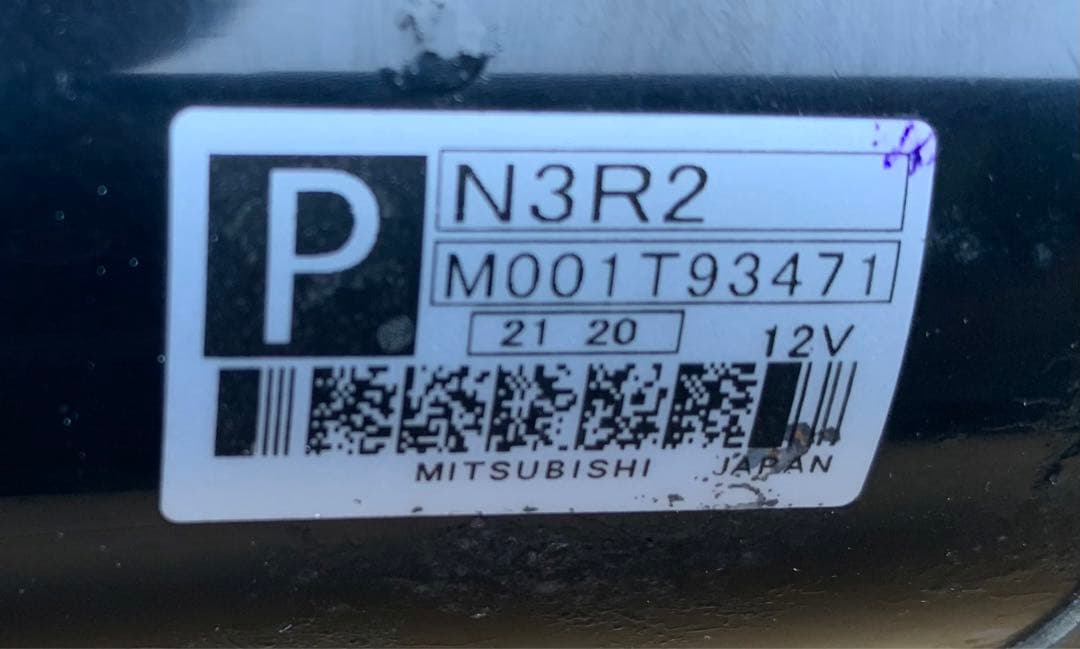 P
N3R2
M001T93471
21 20
12V
MITSUBISHI JAPAN